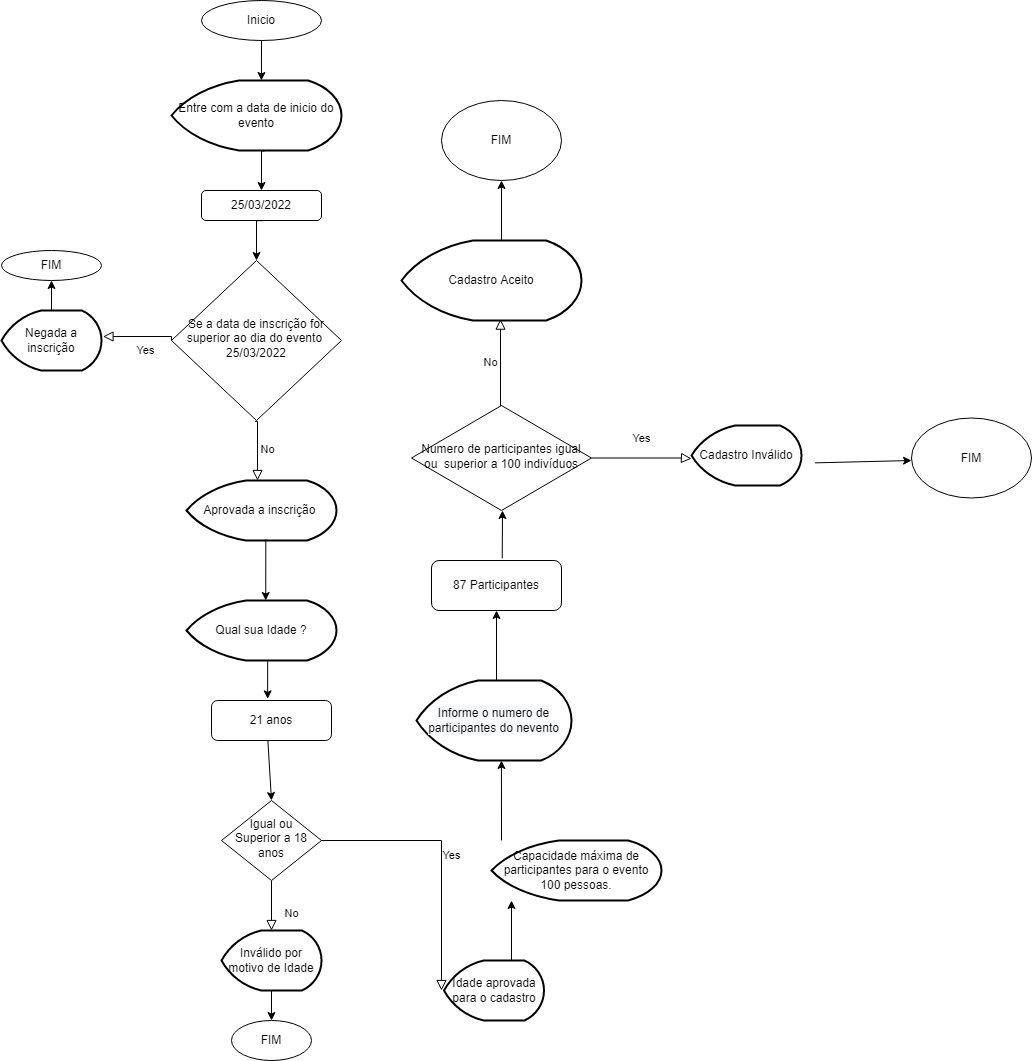 Inicio
Entre com a data de inicio do
evento
25/03/2022
Se a data de inscrição for
superior ao dia do evento
25/03/2022
Yes
Negada a
inscrição
FIM
No
Aprovada a inscrição
Qual sua Idade ?
21 anos
Igual ou
Superior a 18
anos
No
Inválido por
motivo de Idade
FIM
Yes
Idade aprovada
para o cadastro
Capacidade máxima de
participantes para o evento
100 pessoas.
Informe o numero de
participantes do nevento
87 Participantes
Numero de participantes igual
ou superior a 100 indivíduos
Yes
Cadastro Inválido
FIM
No
Cadastro Aceito
FIM